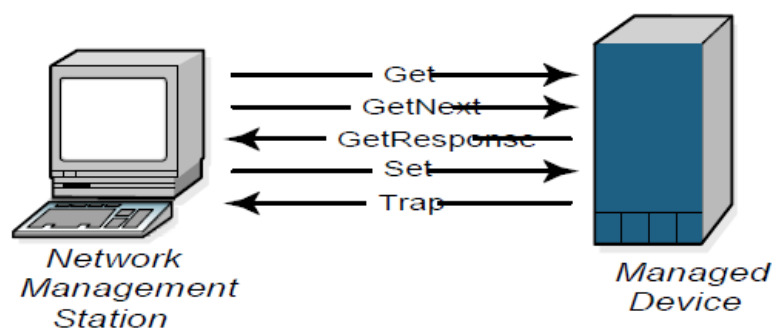 Get
GetNext
GetResponse
Set
Trap
Network
Management
Station
Managed
Device